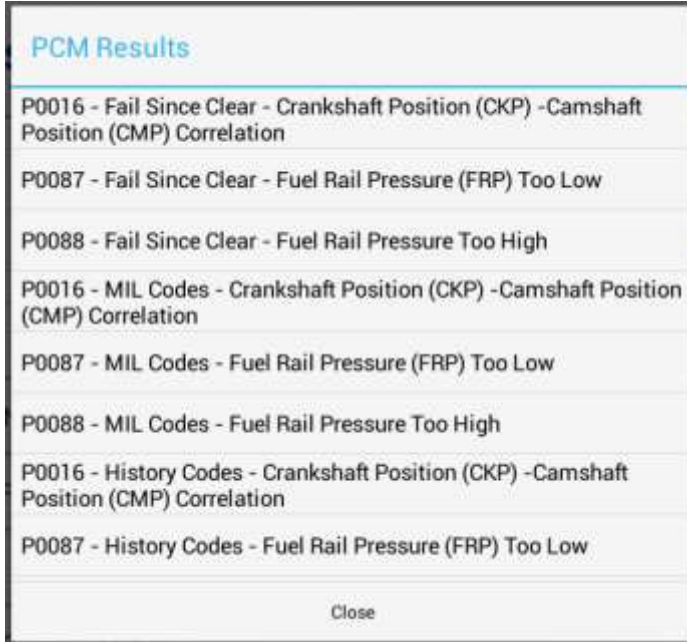 PCM Results
P0016 - Fail Since Clear - Crankshaft Position (CKP) -Camshaft
Position (CMP) Correlation
P0087 - Fail Since Clear - Fuel Rail Pressure (FRP) Too Low
P0088 - Fail Since Clear - Fuel Rail Pressure Too High
P0016 - MIL Codes - Crankshaft Position (CKP) -Camshaft Position
(CMP) Correlation
P0087 - MIL Codes - Fuel Rail Pressure (FRP) Too Low
P0088 - MIL Codes - Fuel Rail Pressure Too High
P0016 - History Codes - Crankshaft Position (CKP) -Camshaft
Position (CMP) Correlation
P0087 - History Codes - Fuel Rail Pressure (FRP) Too Low
Close